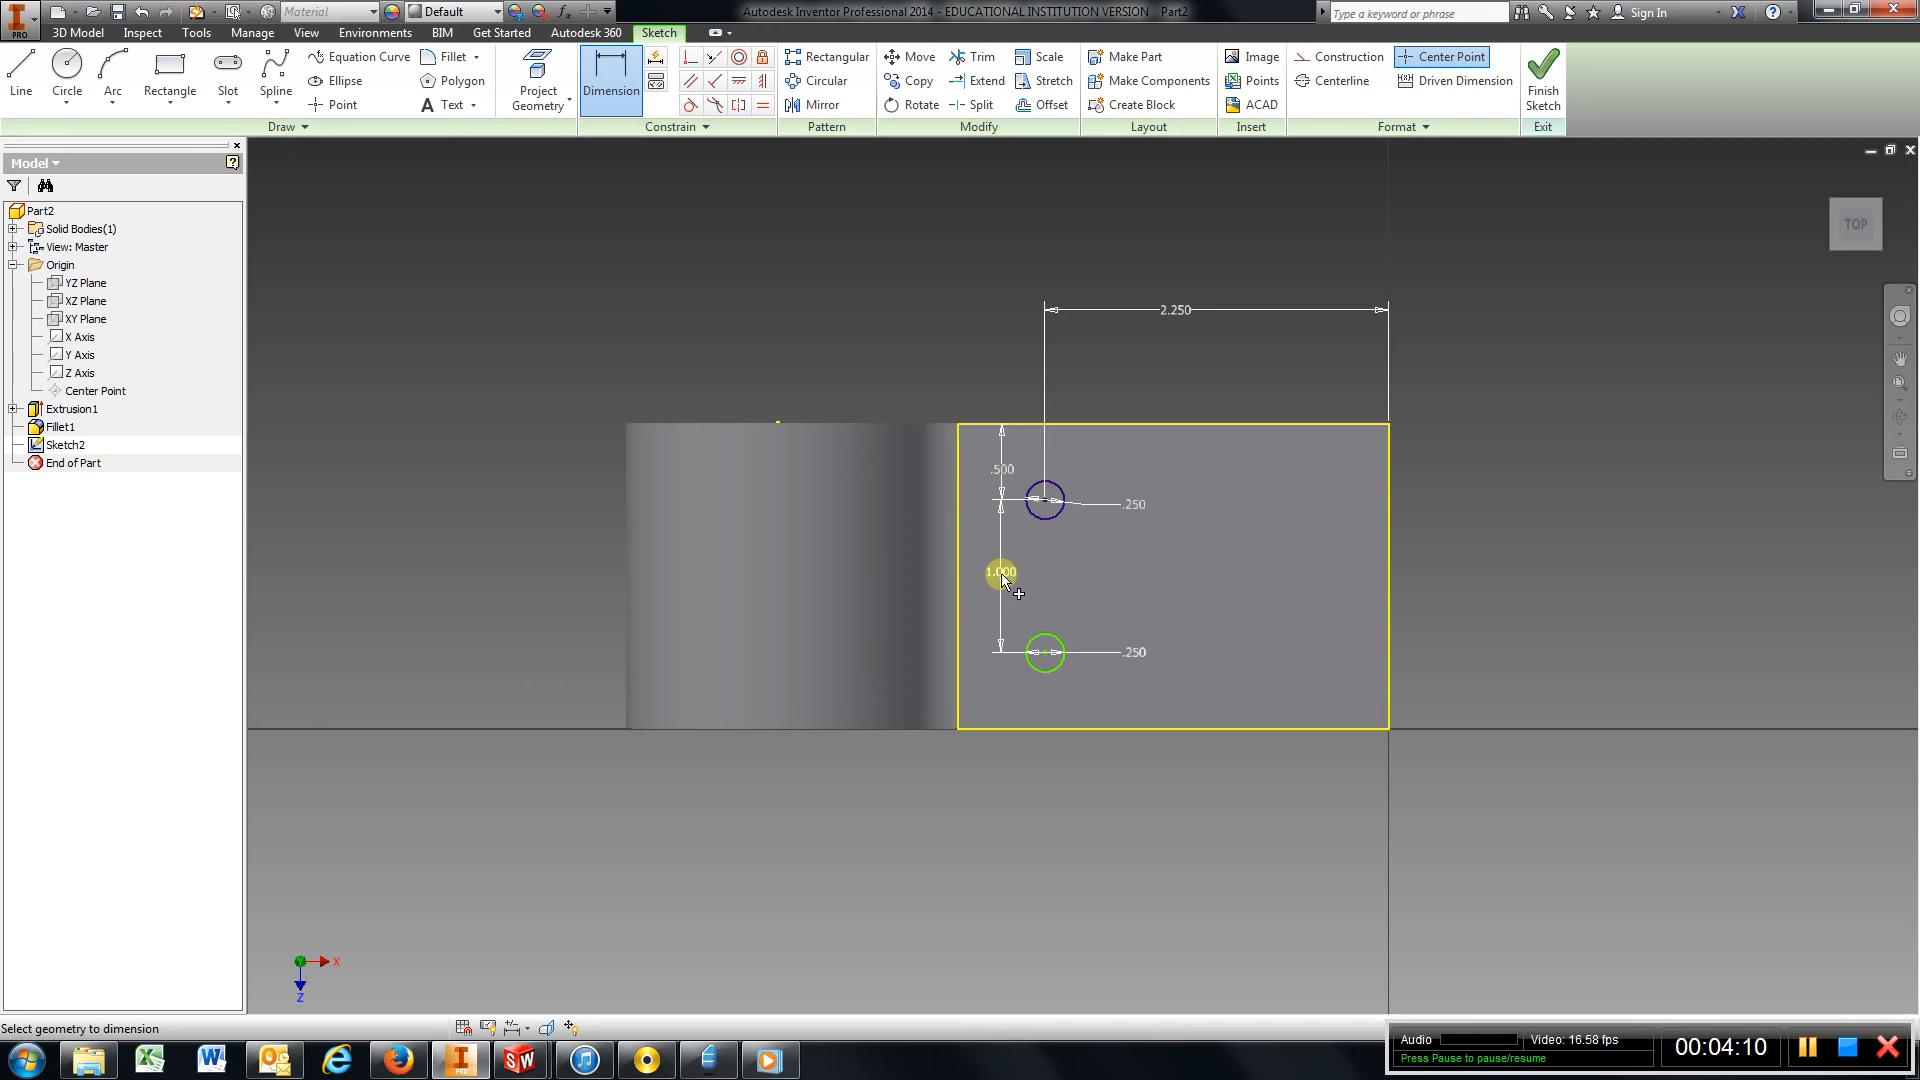 Material
Default
Autodesk Inventor Professional 2014 - EDUCATIONAL INSTITUTION VERSION    Part2
Type a keyword or phrase
Sign In
PRO
3D Model
Inspect
Tools
Manage
View
Environments
BIM
Get Started
Autodesk 360
Sketch
Line
Circle
Arc
Rectangle
Slot
Spline
Equation Curve
Ellipse
Point
Fillet
Polygon
A Text
Project Geometry
Dimension
Rectangular
Circular
Mirror
Move
Copy
Rotate
Trim
Extend
Split
Scale
Stretch
Offset
Make Part
Make Components
Create Block
Image
Points
ACAD
Construction
Centerline
Center Point
Driven Dimension
Finish Sketch
Draw
Constrain
Pattern
Modify
Layout
Insert
Format
Exit
Model
Part2
Solid Bodies(1)
View: Master
Origin
YZ Plane
XZ Plane
XY Plane
X Axis
Y Axis
Z Axis
Center Point
Extrusion1
Fillet1
Sketch2
End of Part
TOP
2.250
.500
.250
1.000
.250
X
Z
Select geometry to dimension
Audio
Video: 16.58 fps
Press Pause to pause/resume
00:04:10
PRO
SW